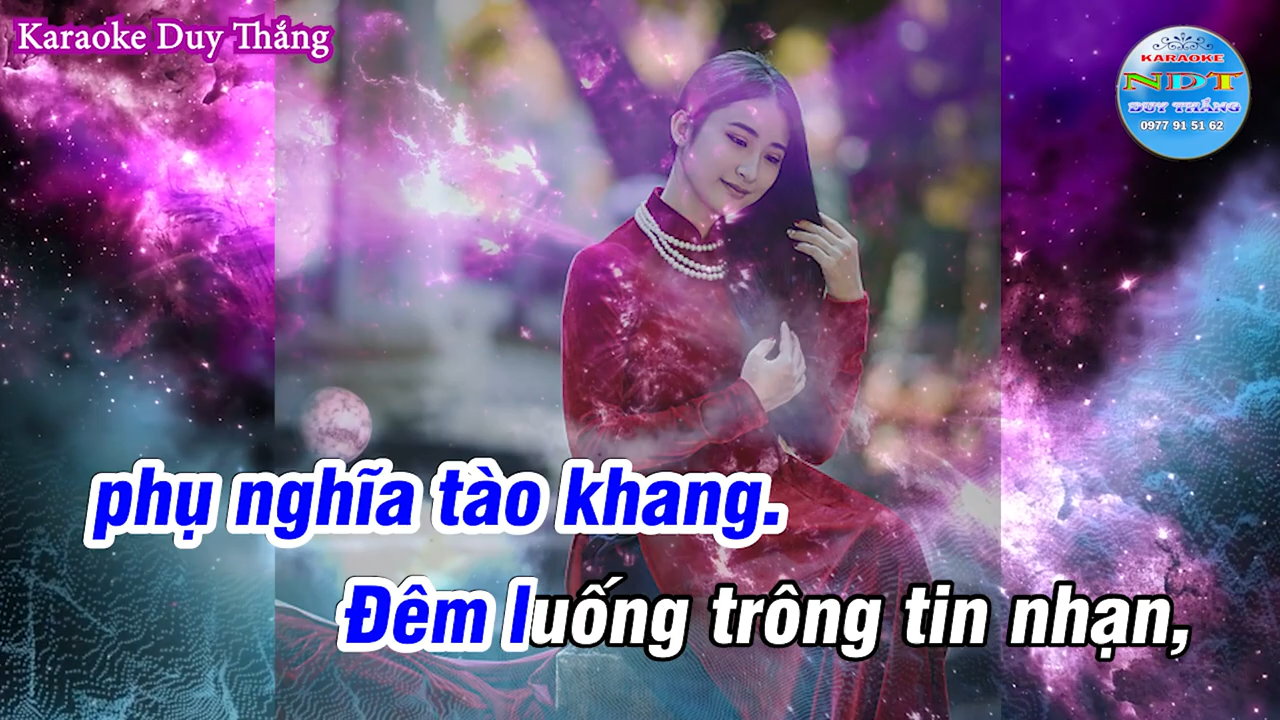 Karaoke Duy Thắng
KARAOKE
NDT
DUY THẮNG
0977 91 51 62
phụ nghĩa tào khang.
Đêm luống trông tin nhạn,